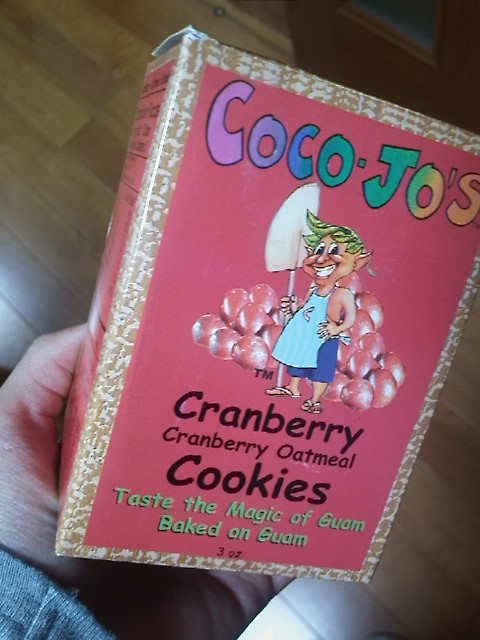 COCO-JO'S
TM
Cranberry
Cranberry Oatmeal
Cookies
Taste the Magic of Guam
Baked on Guam
3 oz.